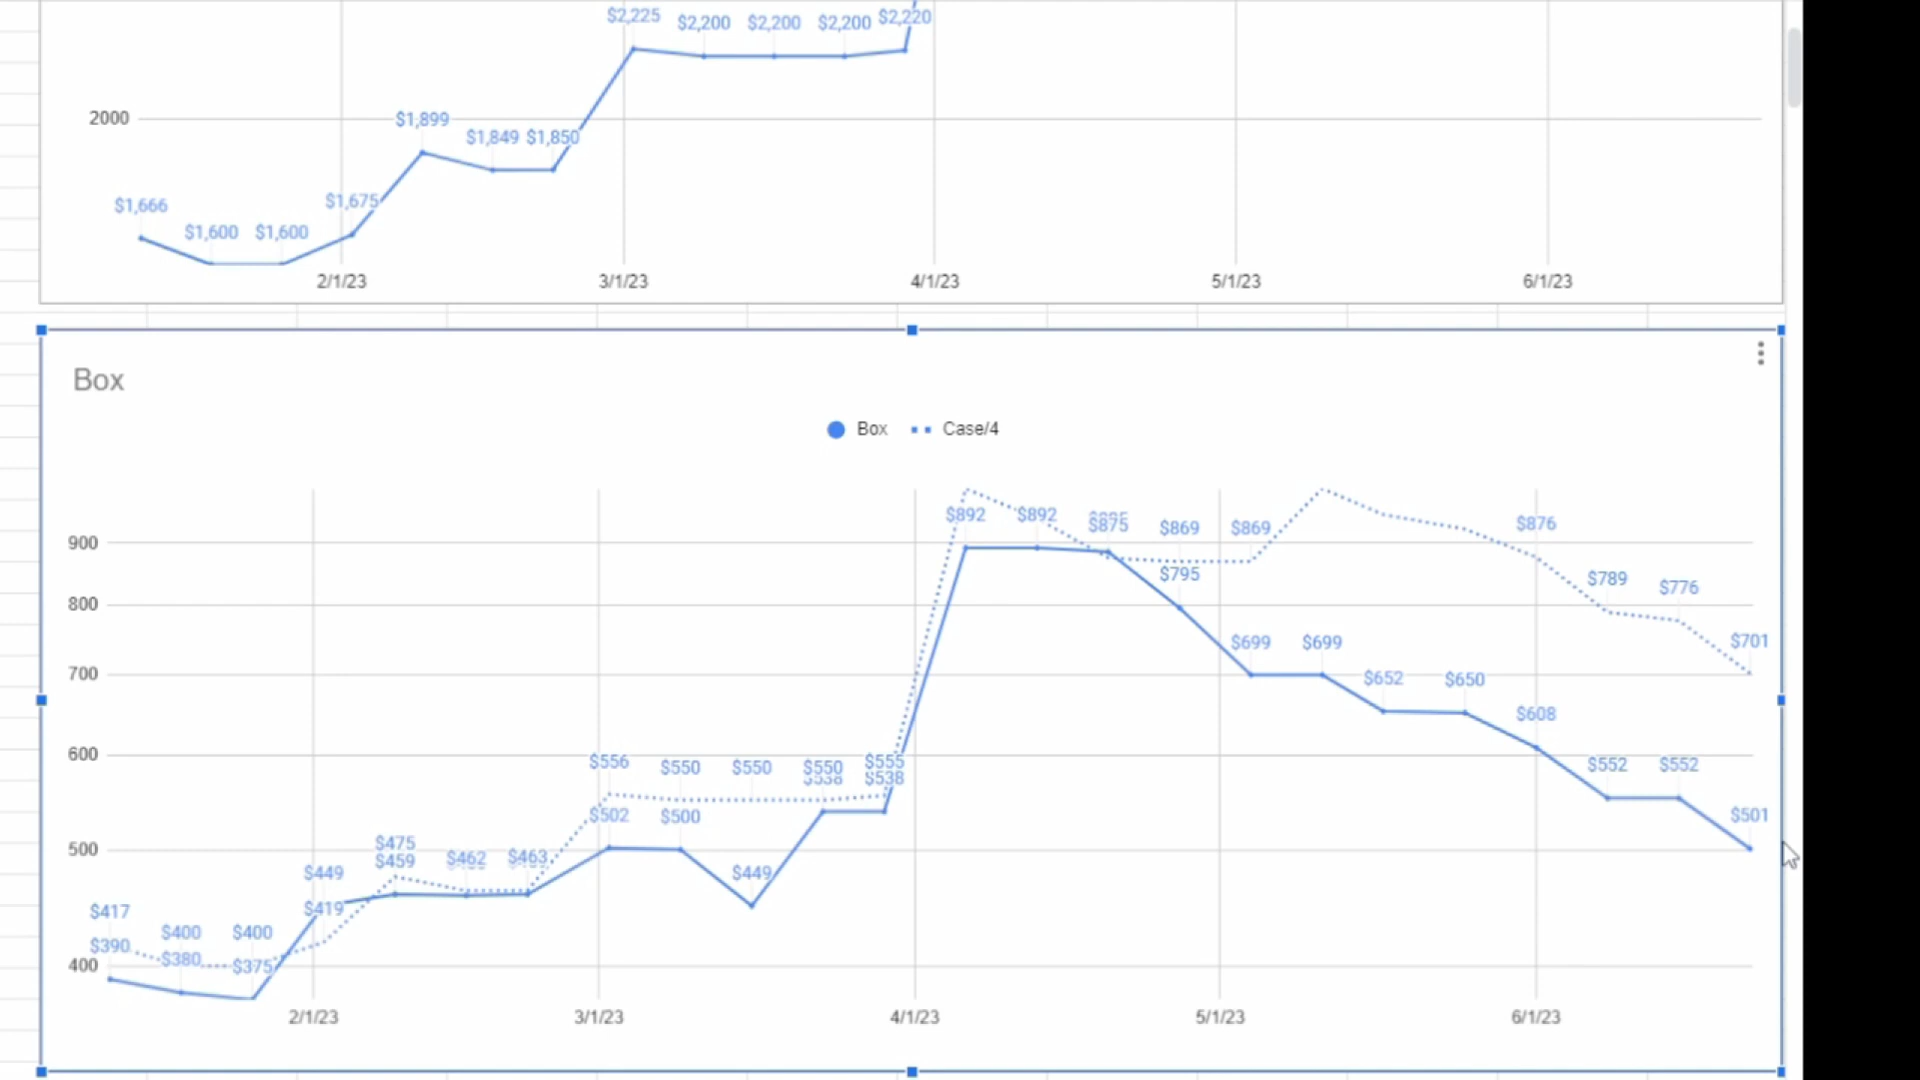 $2,225 $2,200 $2,200 $2,200 $2,220
2000
$1,899
$1,849 $1,850
$1,666 $1,600 $1,600 $1,675
2/1/23 3/1/23 4/1/23 5/1/23 6/1/23
Box
Box Case/4
900
800
700
600
500
400
$892 $892 $875 $869 $869 $876
$795
$789 $776
$701
$699 $699
$652 $650
$608
$552 $552
$501
$556 $550 $550 $550 $555
$538 $538
$502 $500
$449
$475
$459 $462 $463
$449
$419
$417 $400 $400
$390 $380 $375
2/1/23 3/1/23 4/1/23 5/1/23 6/1/23